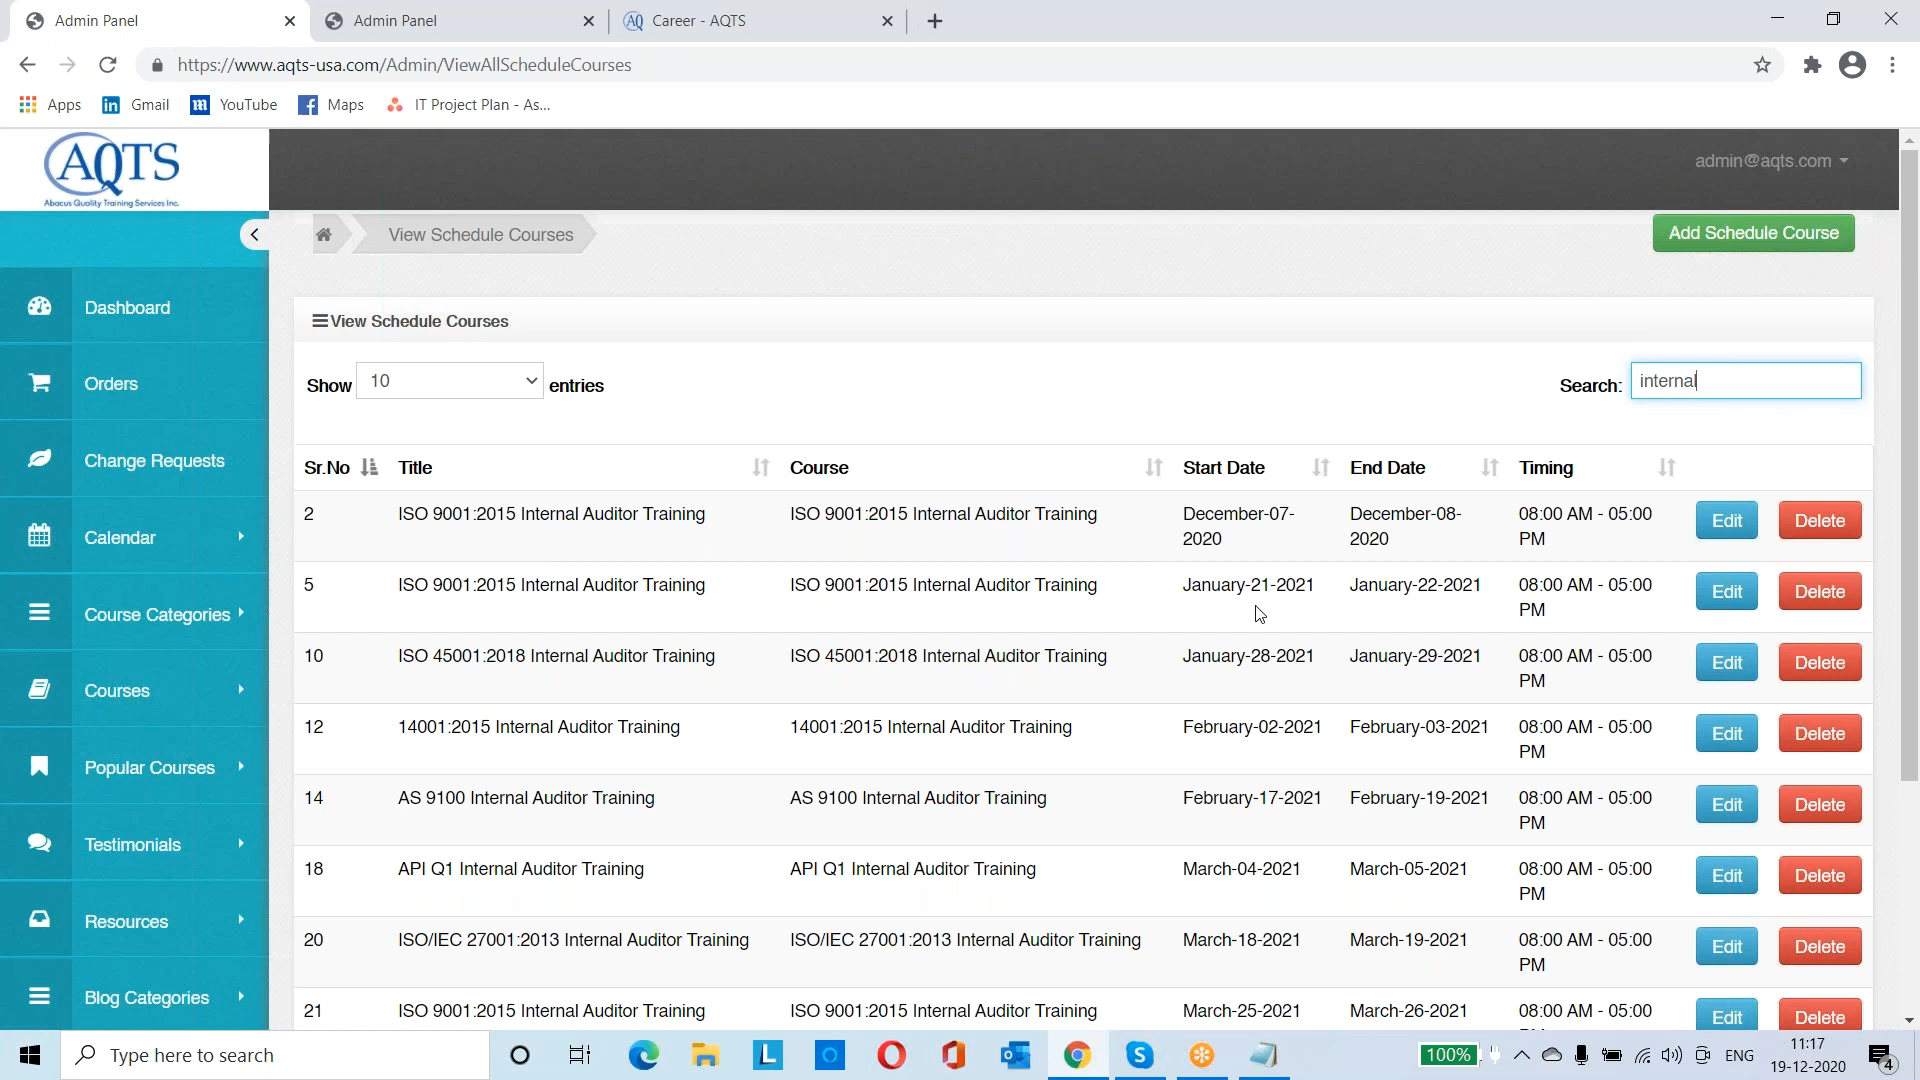 Admin Panel
Admin Panel
AQ Career - AQTS
https://www.aqts-usa.com/Admin/ViewAllScheduleCourses
Apps
Gmail
YouTube
Maps
IT Project Plan - As...
AQTS
Abacus Quality Training Services Inc.
admin@aqts.com
View Schedule Courses
Add Schedule Course
Dashboard
Orders
Change Requests
Calendar
Course Categories
Courses
Popular Courses
Testimonials
Resources
Blog Categories
View Schedule Courses
Show 10 entries
Search: internal
Sr.No Title Course Start Date End Date Timing
2 ISO 9001:2015 Internal Auditor Training ISO 9001:2015 Internal Auditor Training December-07- December-08- 08:00 AM - 05:00 Edit Delete
2020 2020 PM
5 ISO 9001:2015 Internal Auditor Training ISO 9001:2015 Internal Auditor Training January-21-2021 January-22-2021 08:00 AM - 05:00 Edit Delete
PM
10 ISO 45001:2018 Internal Auditor Training ISO 45001:2018 Internal Auditor Training January-28-2021 January-29-2021 08:00 AM - 05:00 Edit Delete
PM
12 14001:2015 Internal Auditor Training 14001:2015 Internal Auditor Training February-02-2021 February-03-2021 08:00 AM - 05:00 Edit Delete
PM
14 AS 9100 Internal Auditor Training AS 9100 Internal Auditor Training February-17-2021 February-19-2021 08:00 AM - 05:00 Edit Delete
PM
18 API Q1 Internal Auditor Training API Q1 Internal Auditor Training March-04-2021 March-05-2021 08:00 AM - 05:00 Edit Delete
PM
20 ISO/IEC 27001:2013 Internal Auditor Training ISO/IEC 27001:2013 Internal Auditor Training March-18-2021 March-19-2021 08:00 AM - 05:00 Edit Delete
PM
21 ISO 9001:2015 Internal Auditor Training ISO 9001:2015 Internal Auditor Training March-25-2021 March-26-2021 08:00 AM - 05:00 Edit Delete
Type here to search
100%
ENG
11:17
19-12-2020
4